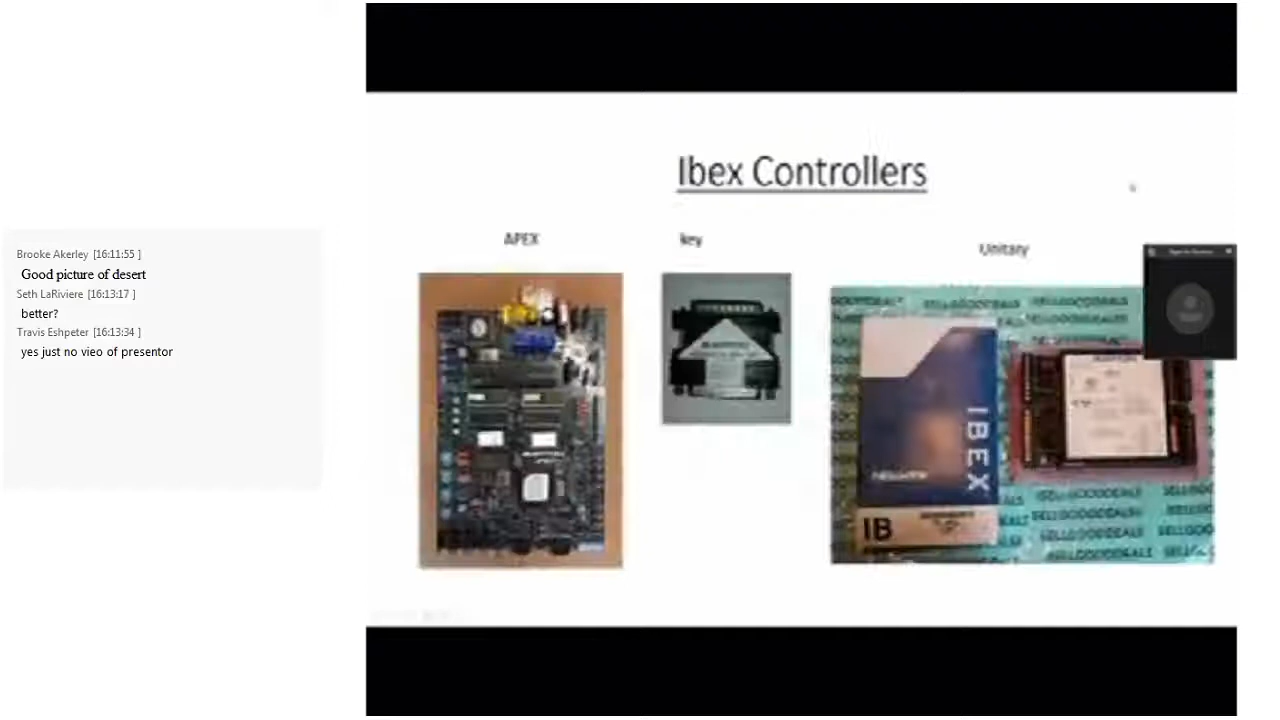 Brooke Akerley [16:11:55 ]
Good picture of desert
Seth LaRiviere [16:13:17 ]
better?
Travis Eshpeter [16:13:34 ]
yes just no vieo of presentor
Ibex Controllers
APEX
key
Unitary
IBEX
IB
SELLGOODDEALS